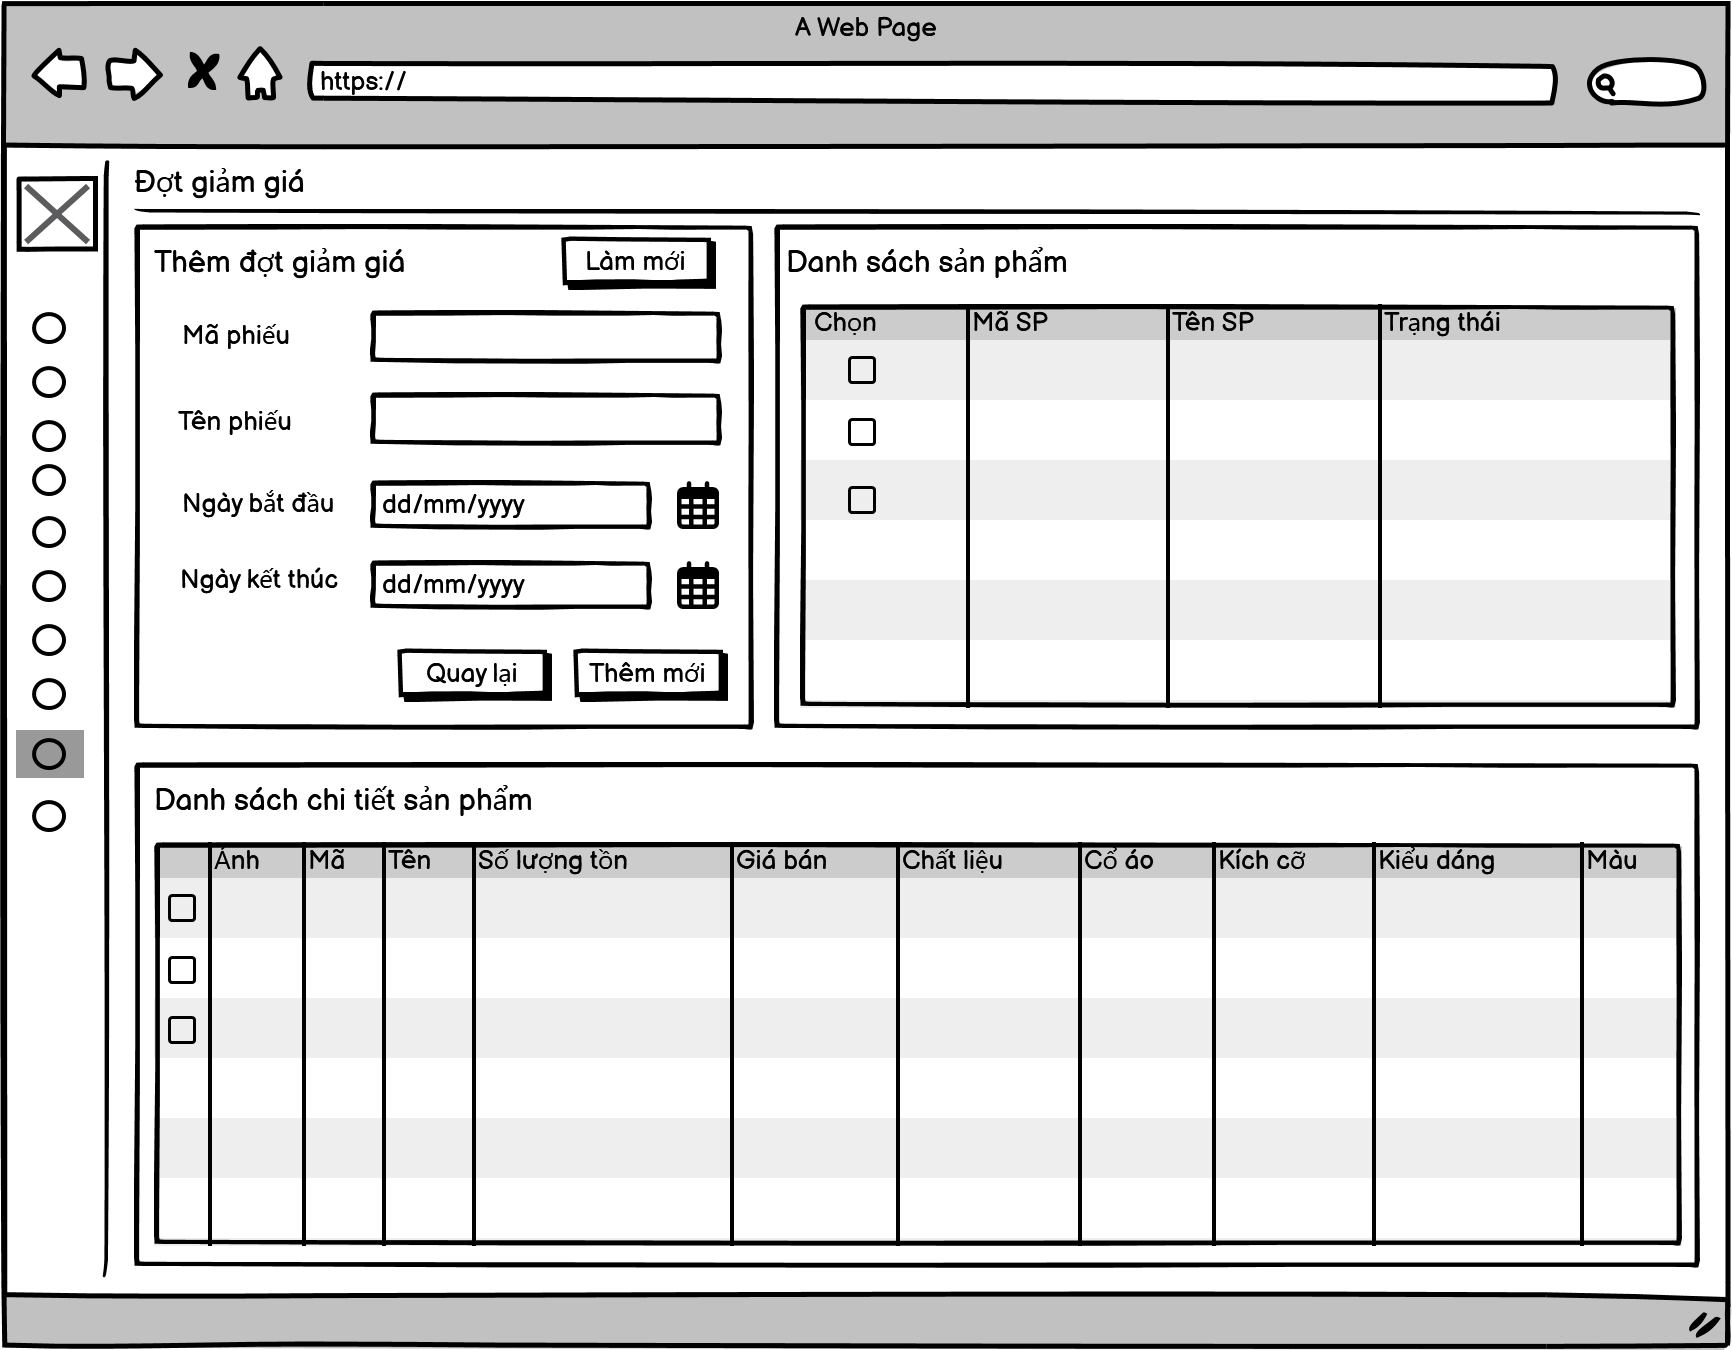 A Web Page
https://
Đợt giảm giá
Thêm đợt giảm giá
Làm mới
Mã phiếu
Tên phiếu
Ngày bắt đầu
dd/mm/yyyy
Ngày kết thúc
dd/mm/yyyy
Quay lại
Thêm mới
Danh sách sản phẩm
Chọn Mã SP Tên SP Trạng thái
Danh sách chi tiết sản phẩm
Ảnh Mã Tên Số lượng tồn Giá bán Chất liệu Cổ áo Kích cỡ Kiểu dáng Màu